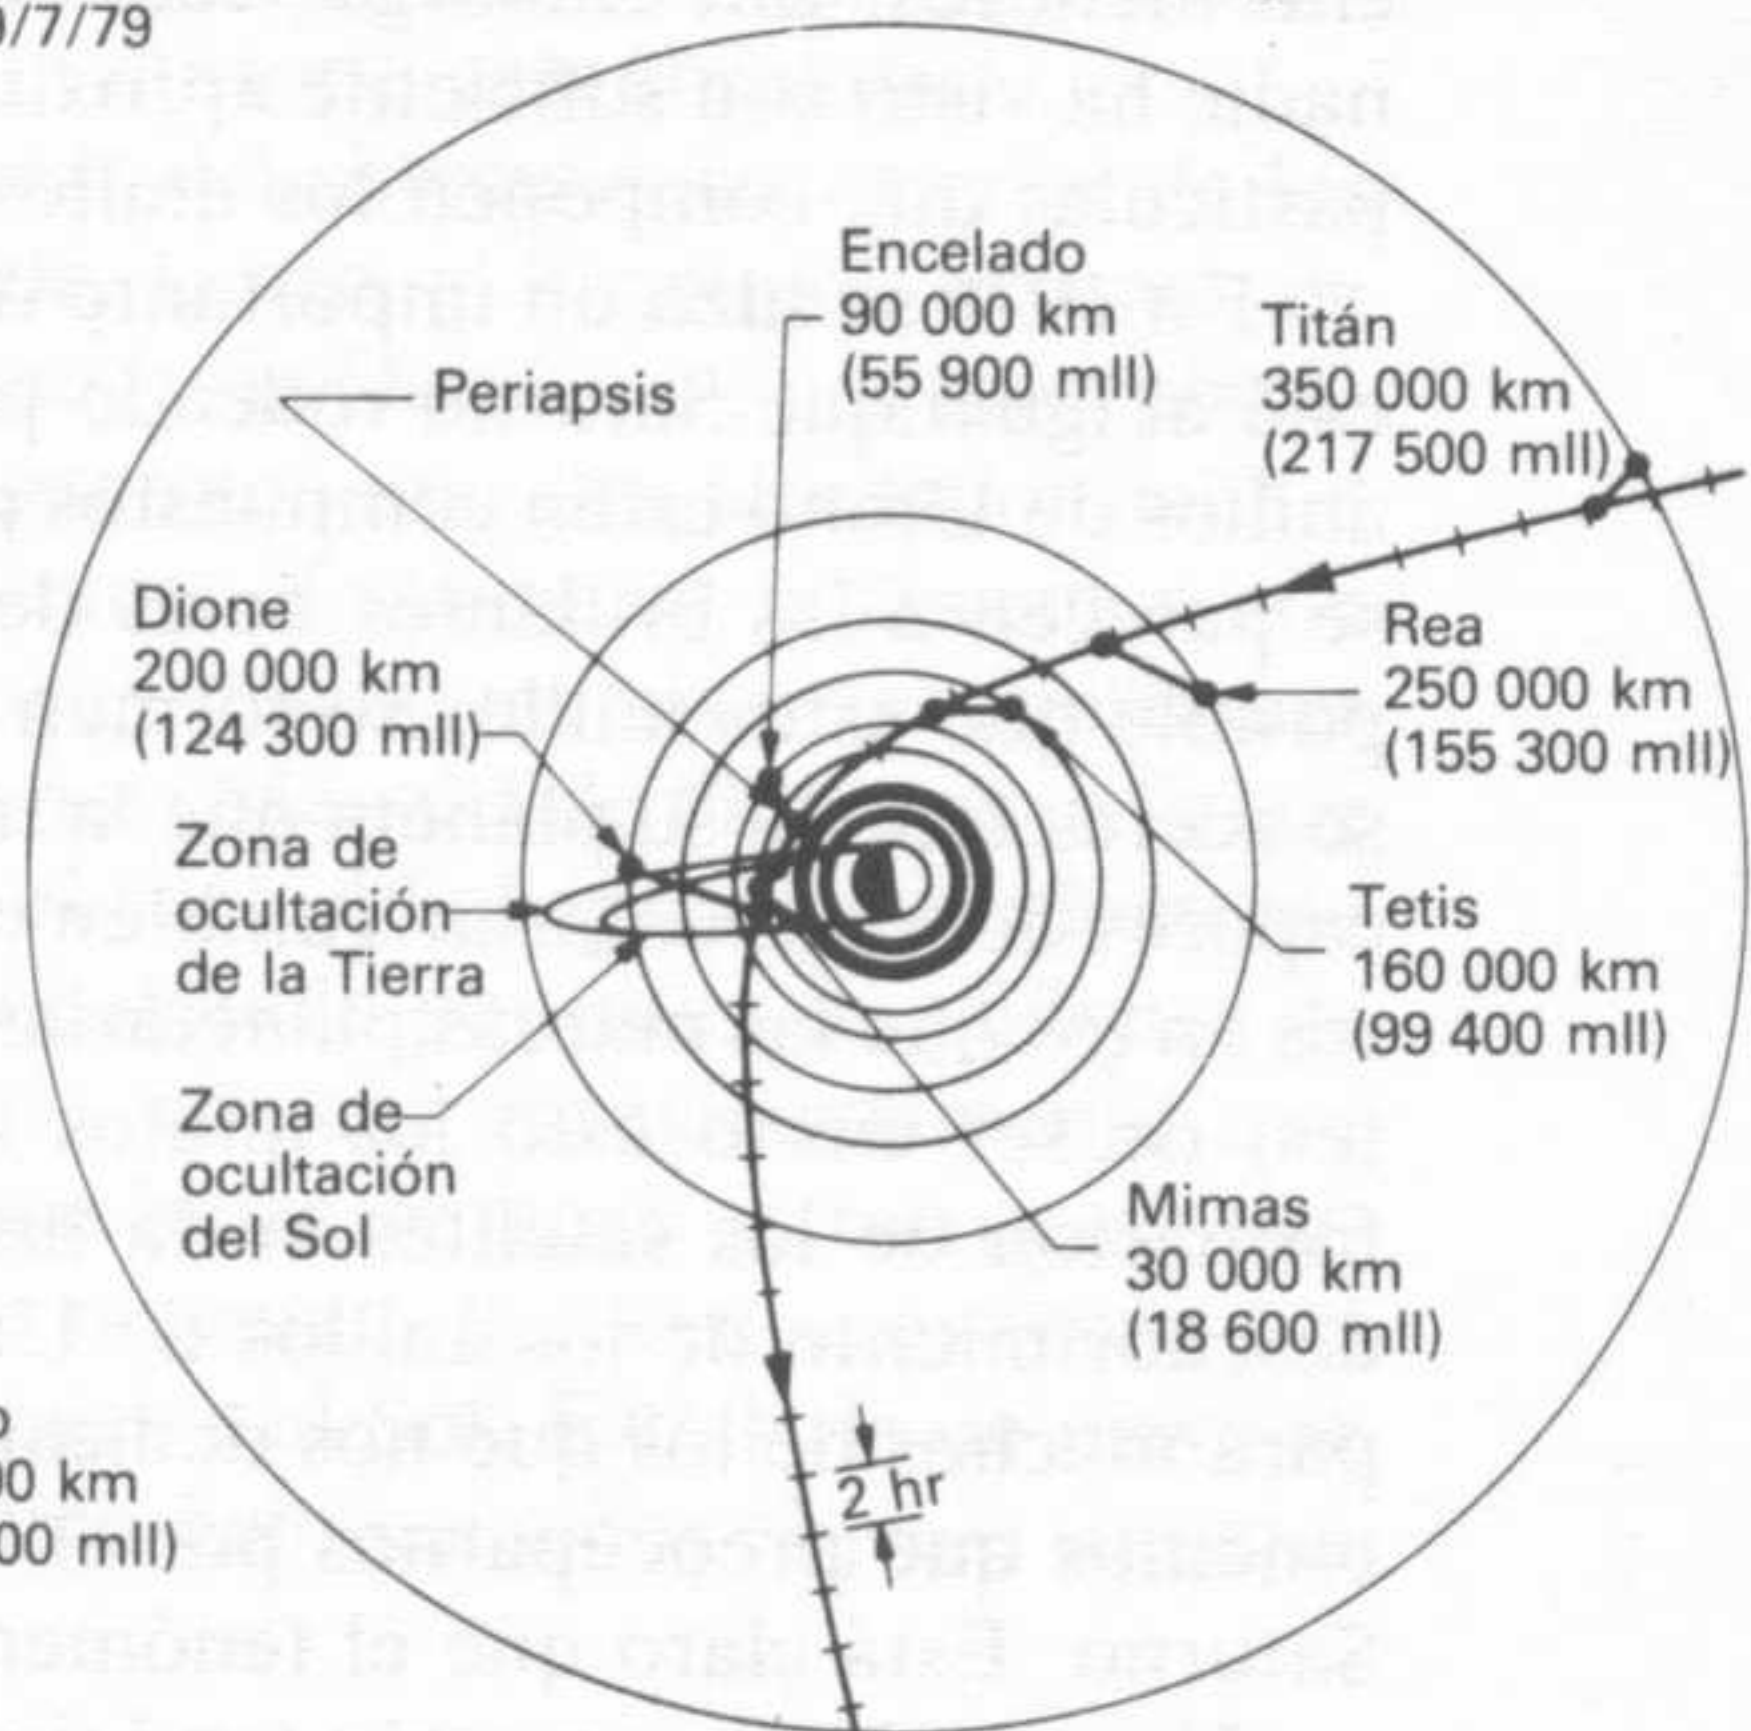 /7/79
Encelado
90 000 km
(55 900 mll)
Titán
350 000 km
(217 500 mll)
Periapsis
Dione
200 000 km
(124 300 mll)
Rea
250 000 km
(155 300 mll)
Zona de
ocultación
de la Tierra
Tetis
160 000 km
(99 400 mll)
Zona de
ocultación
del Sol
Mimas
30 000 km
(18 600 mll)
2 hr
00 km
00 mll)